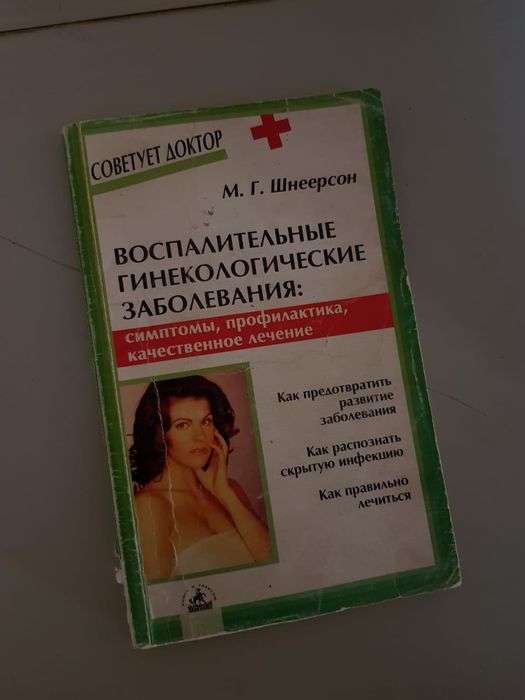 СОВЕТУЕТ ДОКТОР
М. Г. Шнеерсон
ВОСПАЛИТЕЛЬНЫЕ
ГИНЕКОЛОГИЧЕСКИЕ
ЗАБОЛЕВАНИЯ:
симптомы, профилактика,
качественное лечение
Как предотвратить
развитие
заболевания
Как распознать
скрытую инфекцию
Как правильно
лечиться